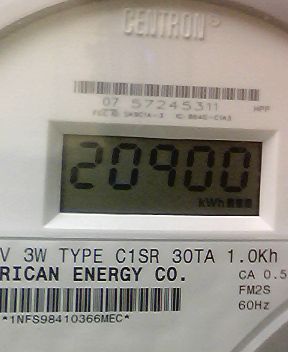 CENTRON
07 57245311
HPP
20900
kWh
V 3W TYPE C1SR 30TA 1.0Kh
RICAN ENERGY CO.
CA 0.5
FM2S
60Hz
*1NFS98410366MEC*